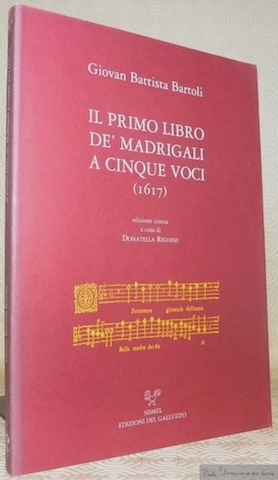 Giovan Battista Bartoli
IL PRIMO LIBRO
DE' MADRIGALI
A CINQUE VOCI
(1617)
edizione critica
a cura di
DONATELLA RIGHINI
SISMEL
EDIZIONI DEL GALLUZZO